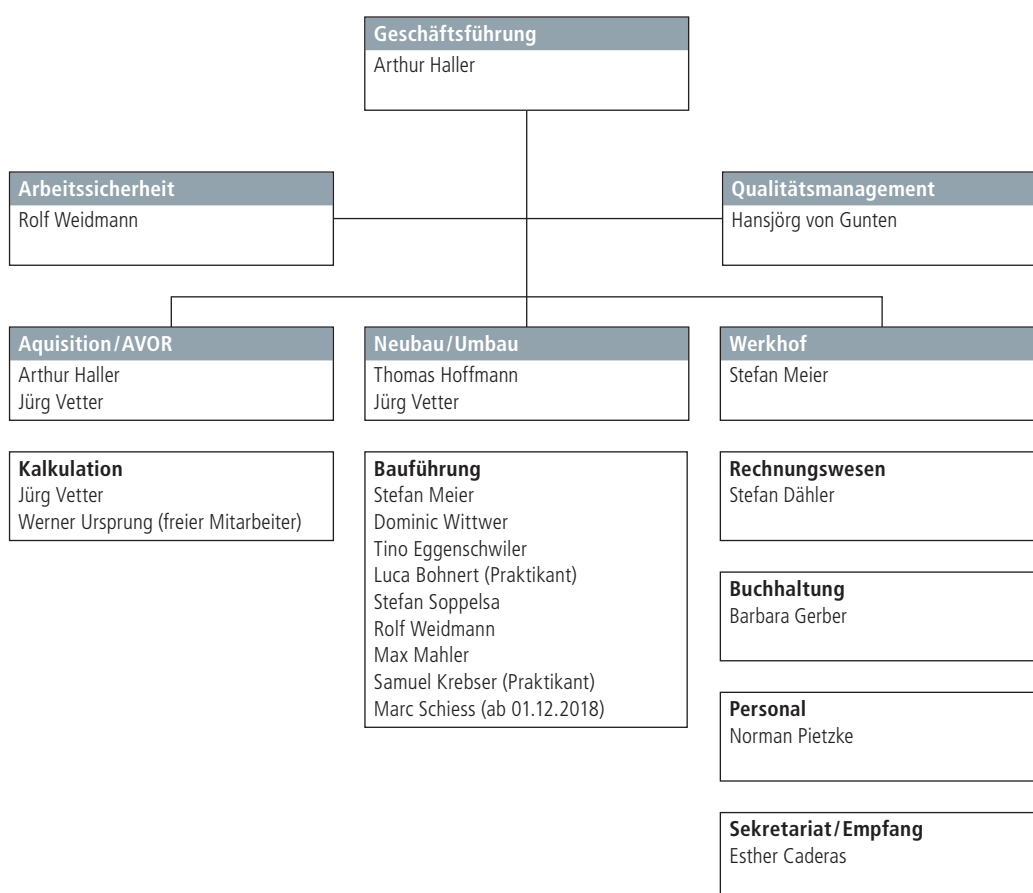 Geschäftsführung
Arthur Haller
Arbeitssicherheit
Rolf Weidmann
Qualitätsmanagement
Hansjörg von Gunten
Aquisition/AVOR
Arthur Haller
Jürg Vetter
Neubau/Umbau
Thomas Hoffmann
Jürg Vetter
Werkhof
Stefan Meier
Kalkulation
Jürg Vetter
Werner Ursprung (freier Mitarbeiter)
Bauführung
Stefan Meier
Dominic Wittwer
Tino Eggenschwiler
Luca Bohnert (Praktikant)
Stefan Soppelsa
Rolf Weidmann
Max Mahler
Samuel Krebser (Praktikant)
Marc Schiess (ab 01.12.2018)
Rechnungswesen
Stefan Dähler
Buchhaltung
Barbara Gerber
Personal
Norman Pietzke
Sekretariat/Empfang
Esther Caderas